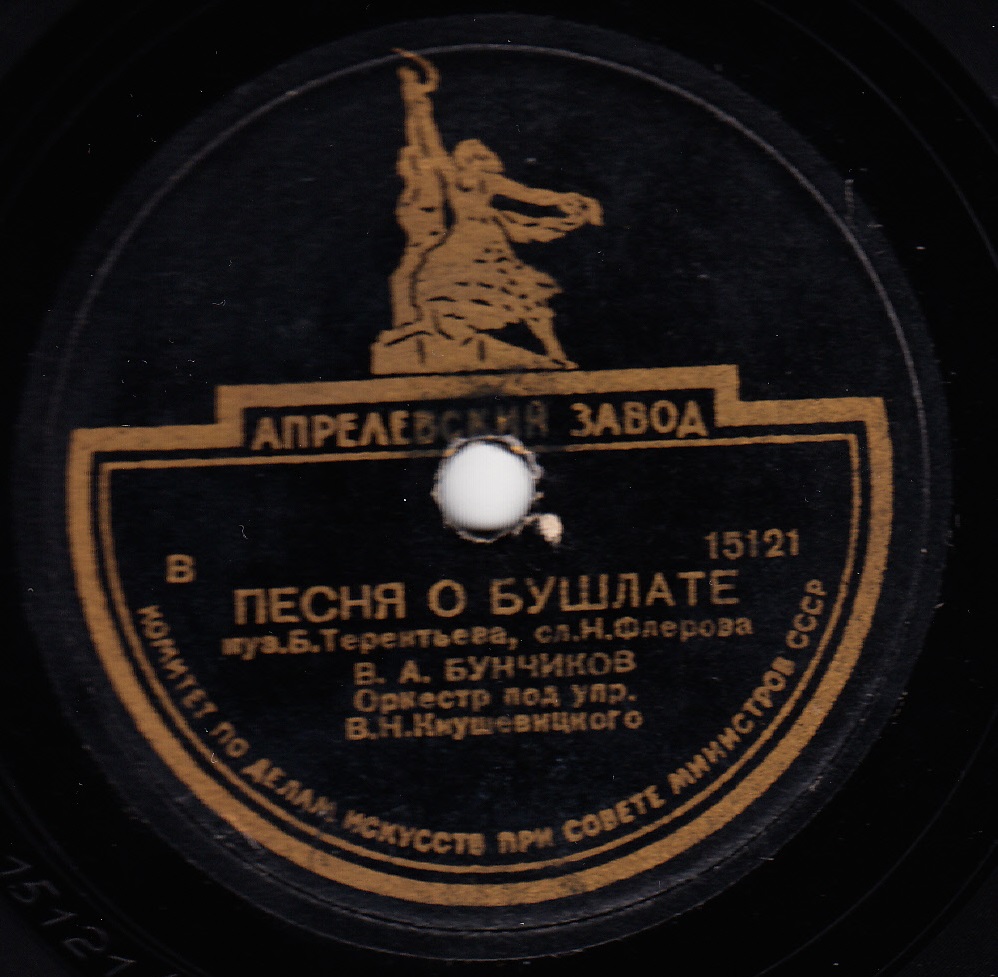 АПРЕЛЕВСКИЙ ЗАВОД
В 15121
ПЕСНЯ О БУШЛАТЕ
муз.Б.Терентьева, сл.Н.Флерова
В. А. БУНЧИКОВ
Оркестр под упр.
В.Н.Кнушевицкого
КОМИТЕТ ПО ДЕЛАМ ИСКУССТВ ПРИ СОВЕТЕ МИНИСТРОВ СССР
15121